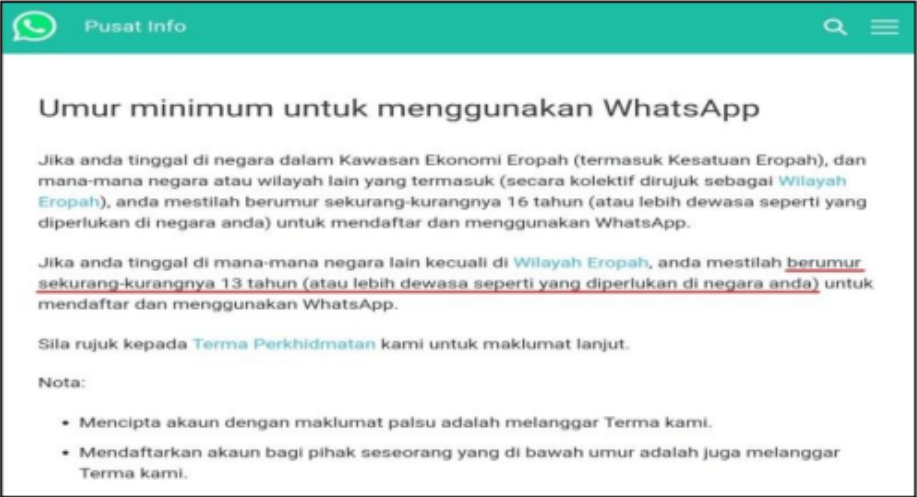 Pusat Info
Umur minimum untuk menggunakan WhatsApp
Jika anda tinggal di negara dalam Kawasan Ekonomi Eropah (termasuk Kesatuan Eropah), dan
mana-mana negara atau wilayah lain yang termasuk (secara kolektif dirujuk sebagai Wilayah
Eropah), anda mestilah berumur sekurang-kurangnya 16 tahun (atau lebih dewasa seperti yang
diperlukan di negara anda) untuk mendaftar dan menggunakan WhatsApp.
Jika anda tinggal di mana-mana negara lain kecuali di Wilayah Eropah, anda mestilah berumur
sekurang-kurangnya 13 tahun (atau lebih dewasa seperti yang diperlukan di negara anda) untuk
mendaftar dan menggunakan WhatsApp.
Sila rujuk kepada Terma Perkhidmatan kami untuk maklumat lanjut.
Nota:
• Mencipta akaun dengan maklumat palsu adalah melanggar Terma kami.
• Mendaftarkan akaun bagi pihak seseorang yang di bawah umur adalah juga melanggar
Terma kami.